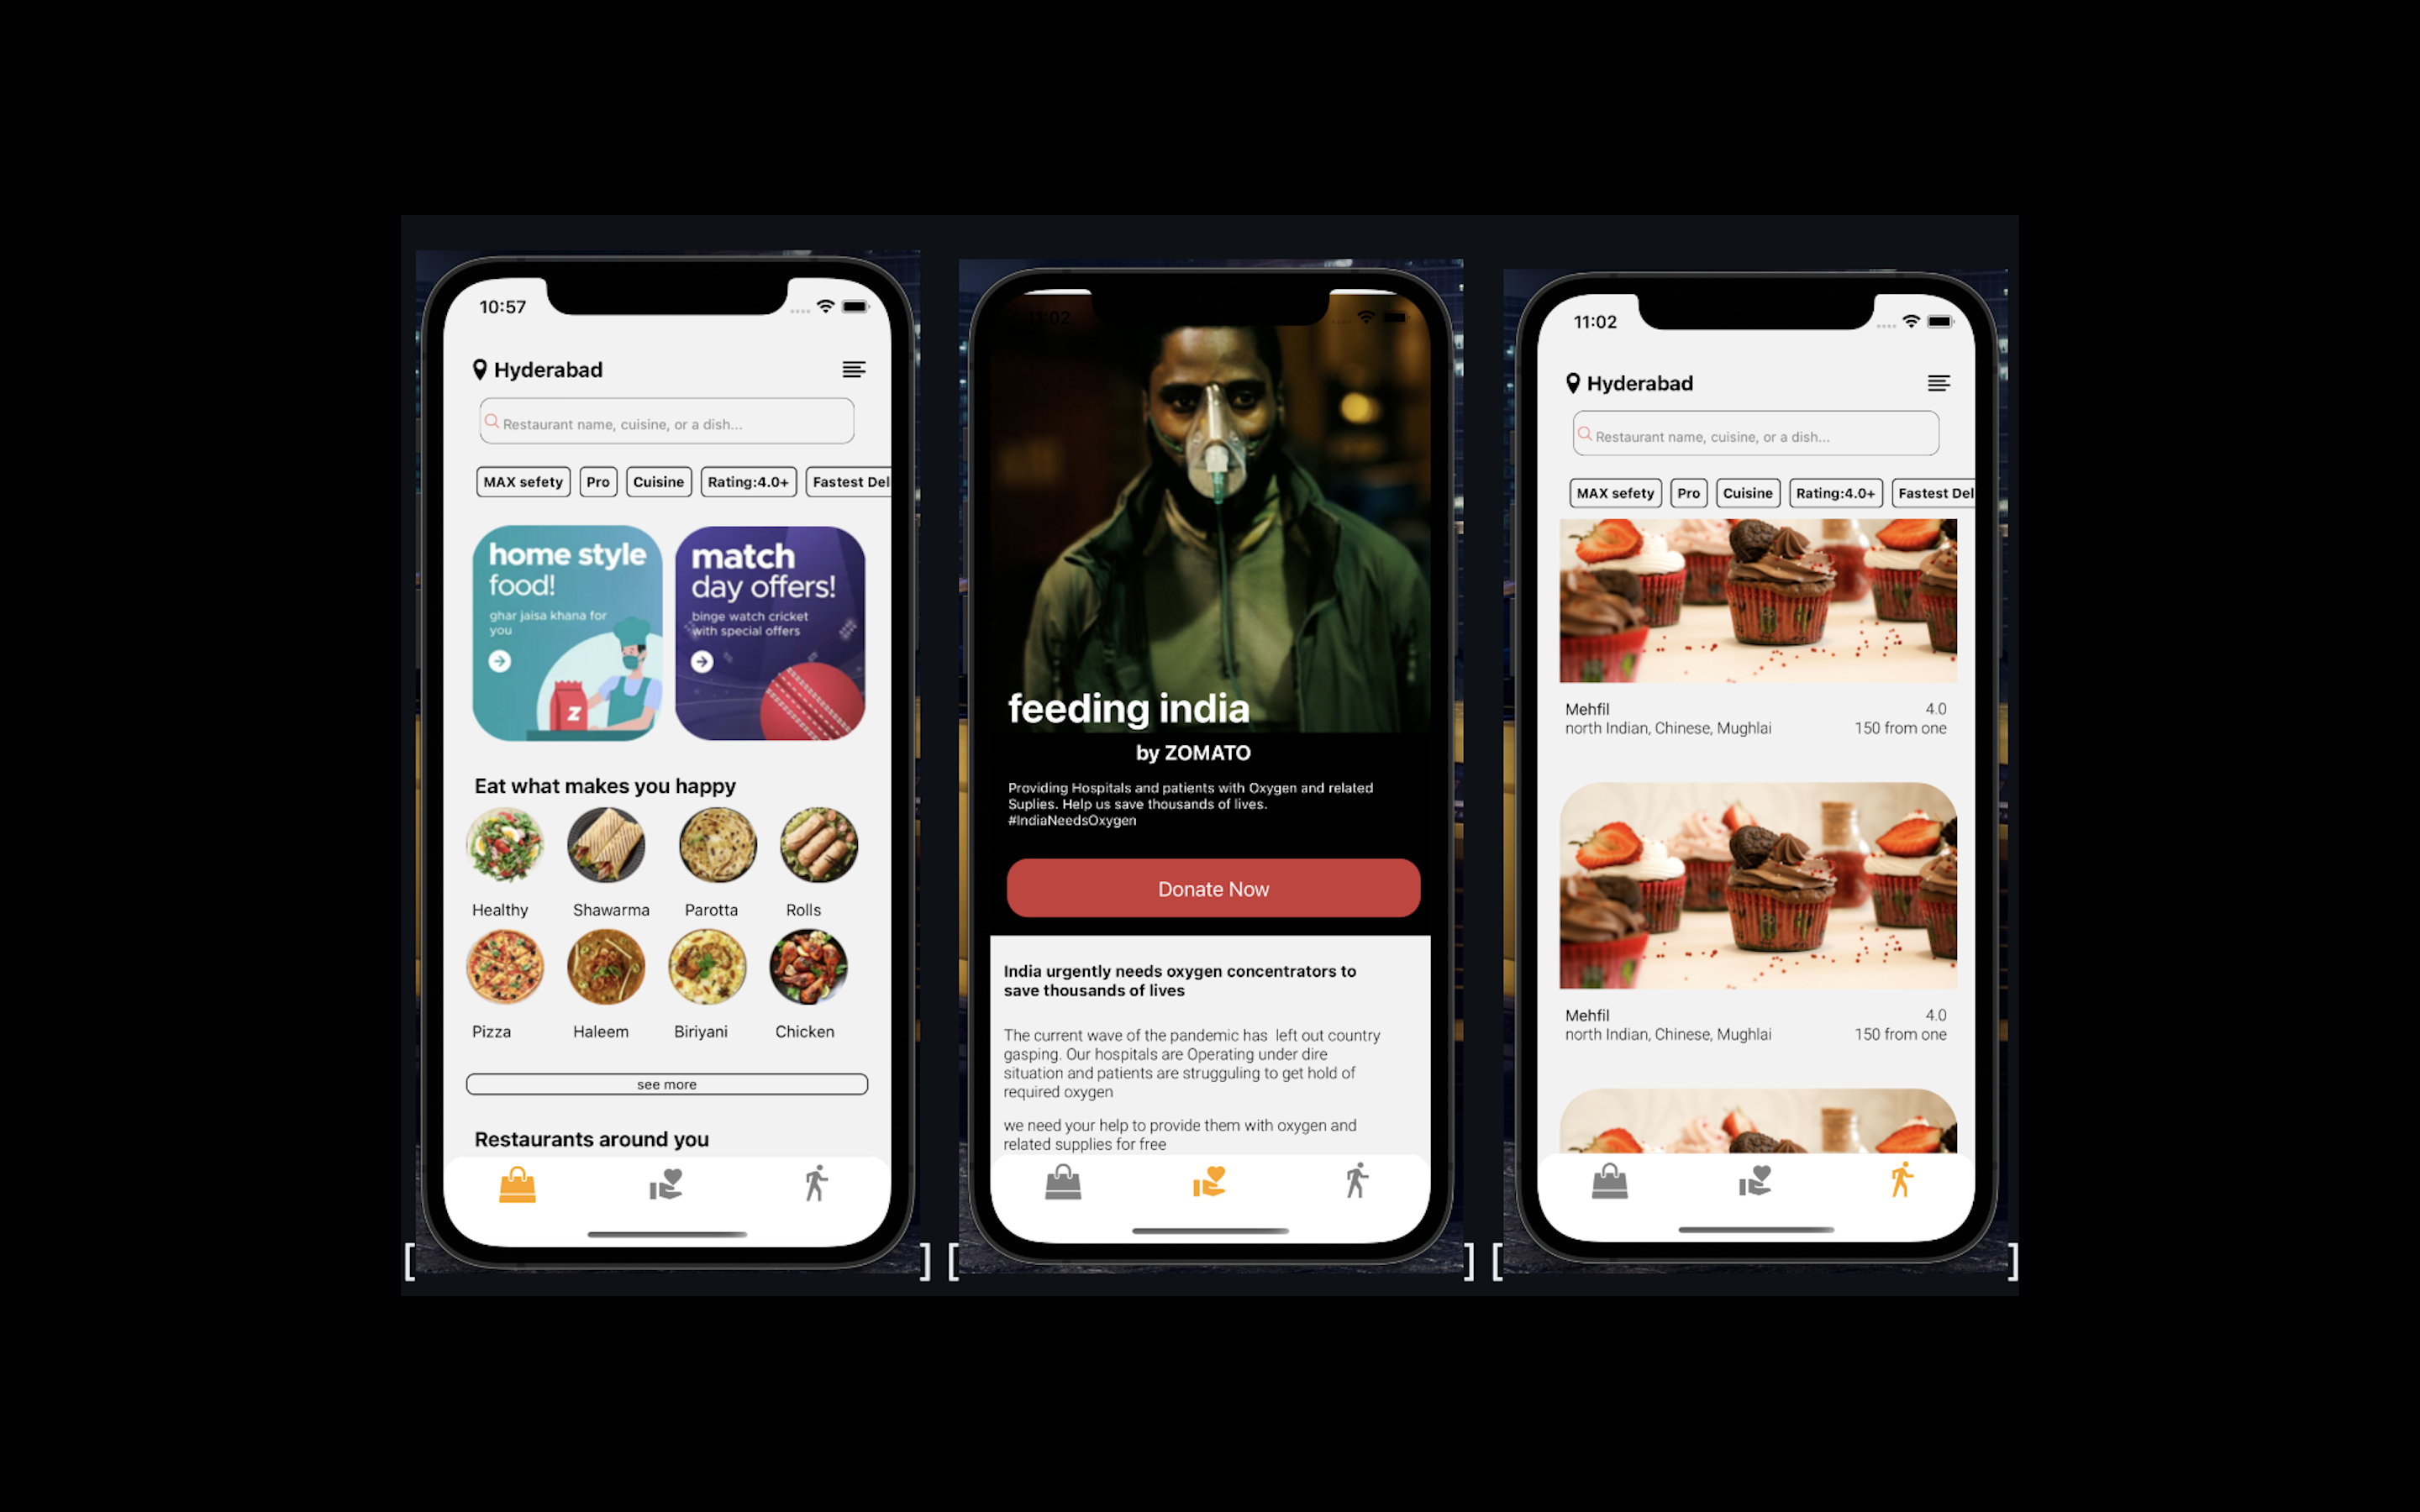 10:57
Hyderabad
Restaurant name, cuisine, or a dish...
MAX sefety
Pro
Cuisine
Rating:4.0+
Fastest Del
home style
food!
ghar jaisa khana for
you
z
match
day offers!
binge watch cricket
with special offers
Eat what makes you happy
Healthy
Shawarma
Parotta
Rolls
Pizza
Haleem
Biriyani
Chicken
see more
Restaurants around you
[
]
11:02
feeding india
by ZOMATO
Providing Hospitals and patients with Oxygen and related
Suplies. Help us save thousands of lives.
#IndiaNeedsOxygen
Donate Now
India urgently needs oxygen concentrators to
save thousands of lives
The current wave of the pandemic has  left out country
gasping. Our hospitals are Operating under dire
situation and patients are strugguling to get hold of
required oxygen
we need your help to provide them with oxygen and
related supplies for free
[
]
11:02
Hyderabad
Restaurant name, cuisine, or a dish...
MAX sefety
Pro
Cuisine
Rating:4.0+
Fastest Del
Mehfil
4.0
north Indian, Chinese, Mughlai
150 from one
Mehfil
4.0
north Indian, Chinese, Mughlai
150 from one
[
]